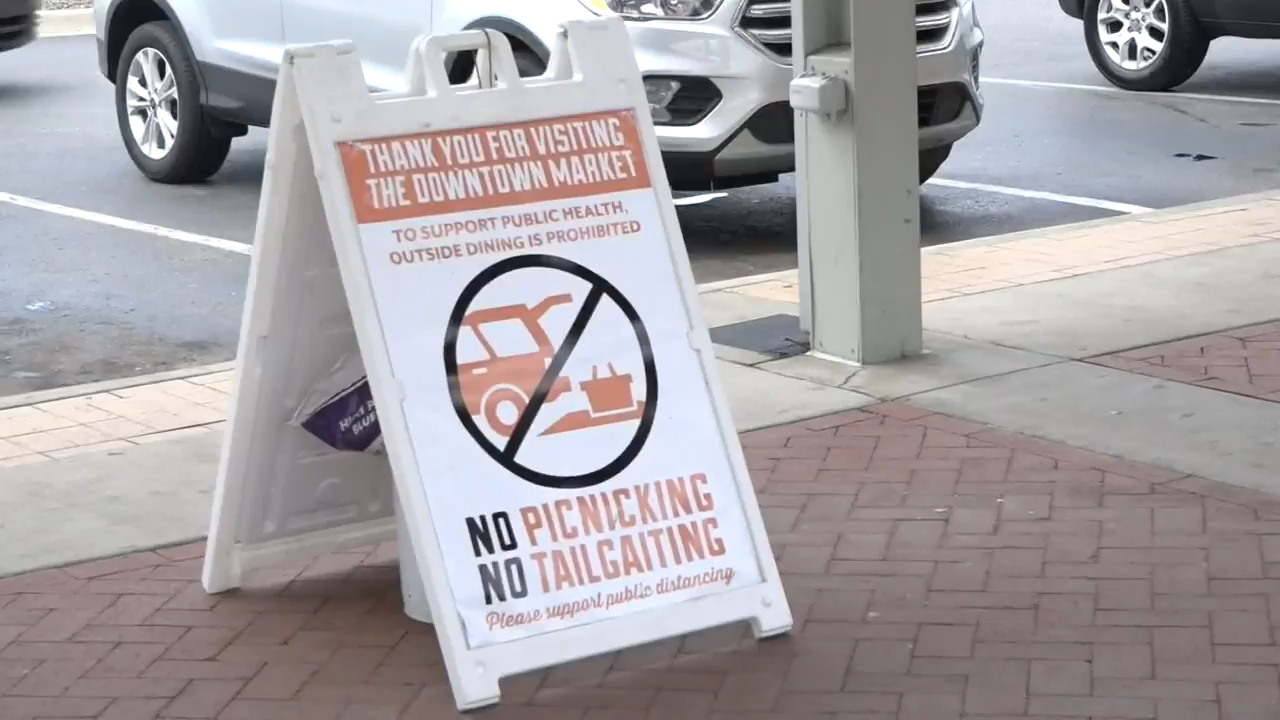 THANK YOU FOR VISITING
THE DOWNTOWN MARKET
TO SUPPORT PUBLIC HEALTH,
OUTSIDE DINING IS PROHIBITED
NO PICNICKING
NO TAILGAITING
Please support public distancing